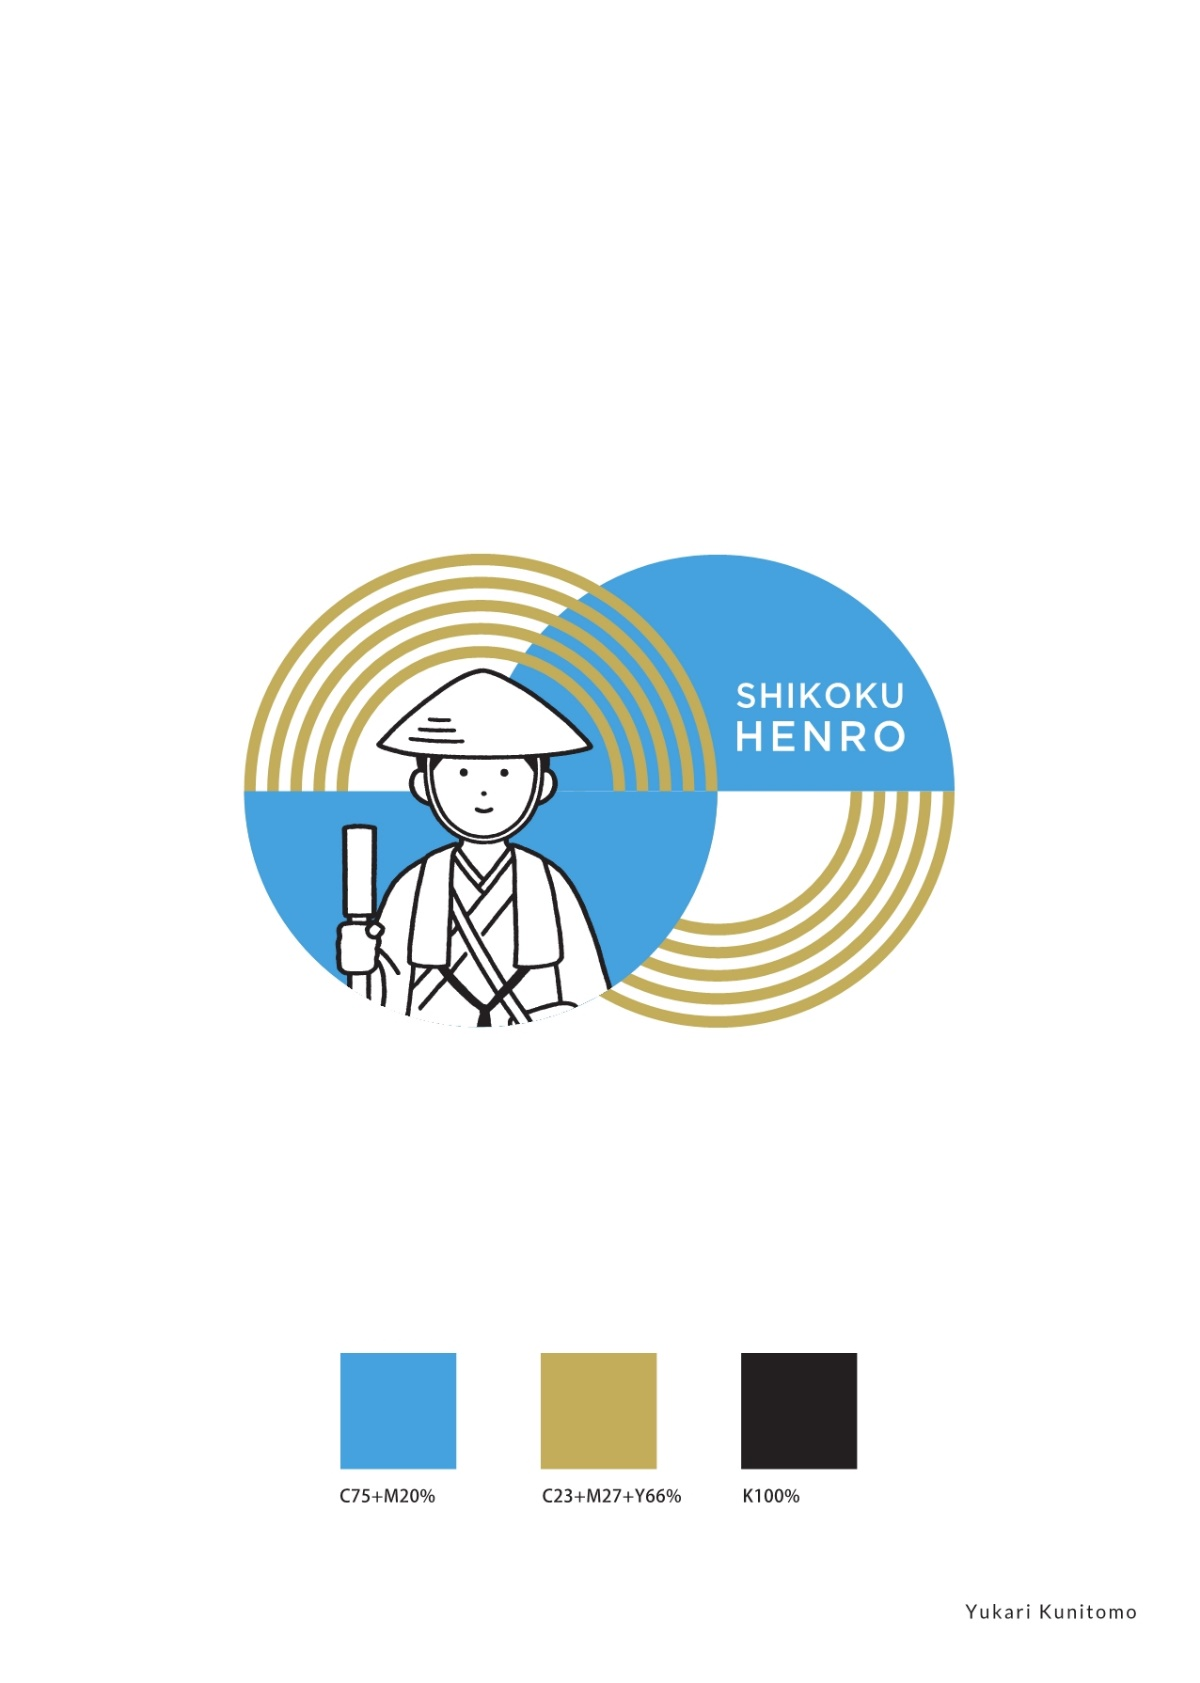 SHIKOKU
HENRO
C75+M20%
C23+M27+Y66%
K100%
Yukari Kunitomo